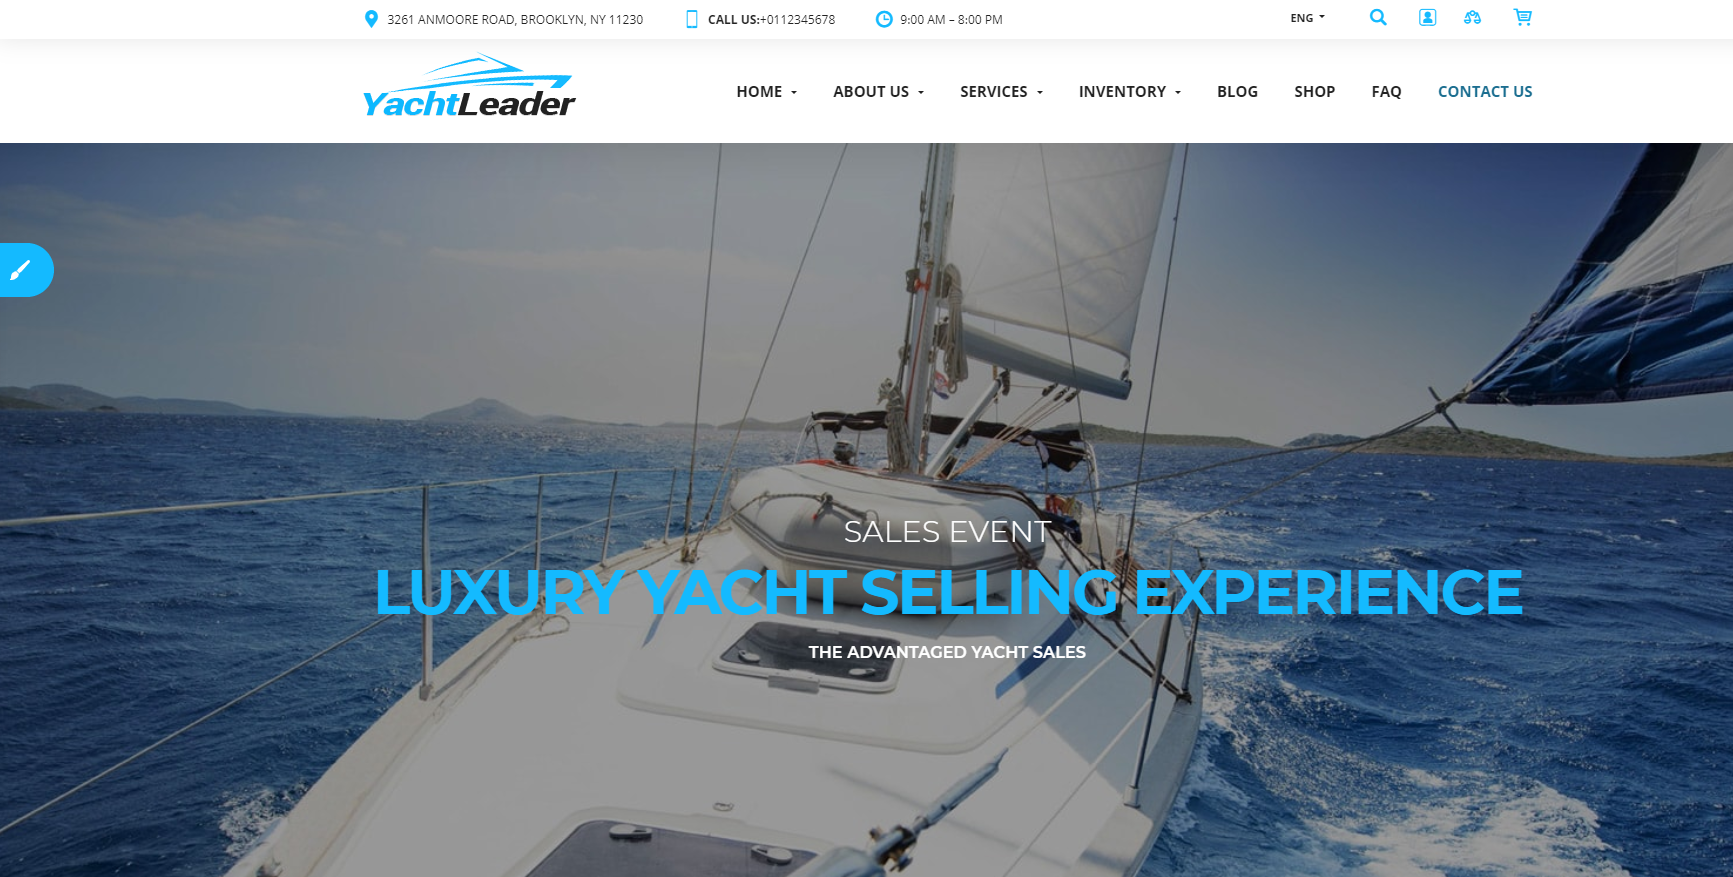 3261 ANMOORE ROAD, BROOKLYN, NY 11230 CALL US:+0112345678 9:00 AM – 8:00 PM ENG
YachtLeader HOME ABOUT US SERVICES INVENTORY BLOG SHOP FAQ CONTACT US
SALES EVENT
LUXURY YACHT SELLING EXPERIENCE
THE ADVANTAGED YACHT SALES